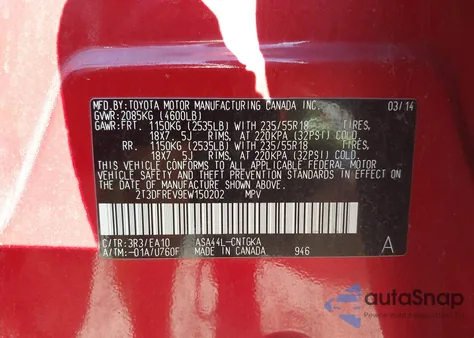 MFD.BY:TOYOTA MOTOR MANUFACTURING CANADA INC. 03/14
GVWR:2085KG (4600LB)
GAWR:FRT. 1150KG (2535LB) WITH 235/55R18 TIRES,
18X7.5J RIMS, AT 220KPA (32PSI) COLD
RR. 1150KG (2535LB) WITH 235/55R18 TIRES,
18X7.5J RIMS, AT 220KPA (32PSI) COLD
THIS VEHICLE CONFORMS TO ALL APPLICABLE FEDERAL MOTOR
VEHICLE SAFETY AND THEFT PREVENTION STANDARDS IN
EFFECT ON THE DATE OF MANUFACTURE SHOWN ABOVE.
2T3DFREV9EW150202 MPV
C/TR:3R3/EA10 ASA44L-CNTGKA
A/TM:-01A/U760F MADE IN CANADA 946 A
autoSnap